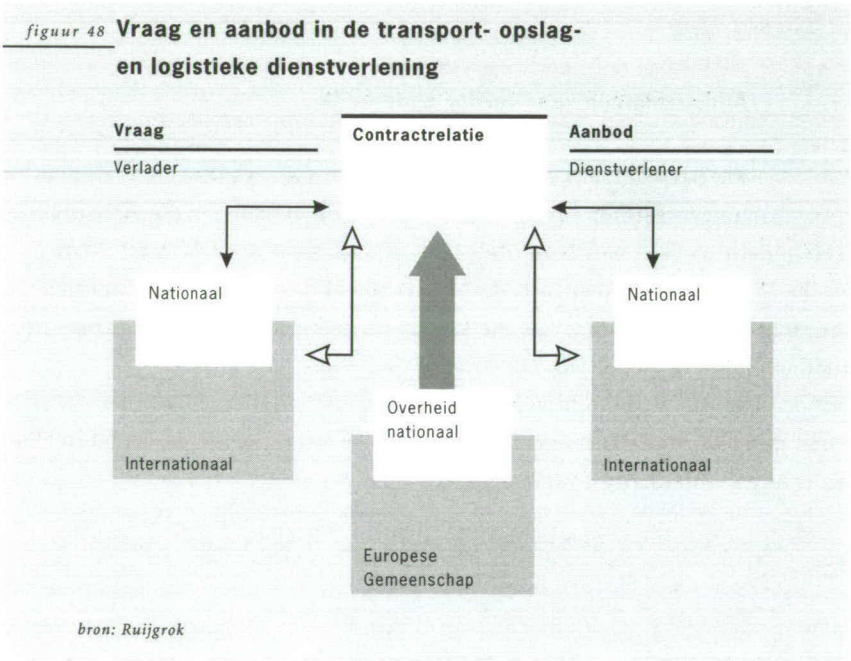 figuur 48 Vraag en aanbod in de transport- opslag-
en logistieke dienstverlening
Vraag
Verlader
Contractrelatie
Aanbod
Dienstverlener
Nationaal
Internationaal
Overheid
nationaal
Europese
Gemeenschap
Nationaal
Internationaal
bron: Ruijgrok